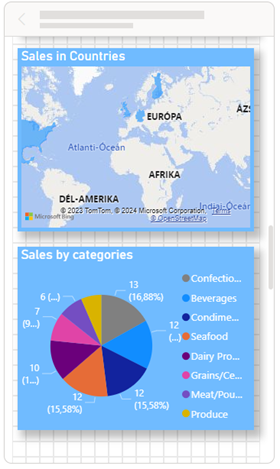 Sales in Countries
EURÓPA
ÁZS
Atlanti-Óceán
AFRIKA
DÉL-AMERIKA
Indiai-Óceán
Microsoft Bing
© 2023 TomTom, © 2024 Microsoft Corporation, Terms
© OpenStreetMap
Sales by categories
13
(16,88%)
12
(...)
12
(15,58%)
12
(15,58%)
10
(1...)
7
(9...)
6 (...)
Confectio...
Beverages
Condime...
Seafood
Dairy Pro...
Grains/Ce...
Meat/Pou...
Produce